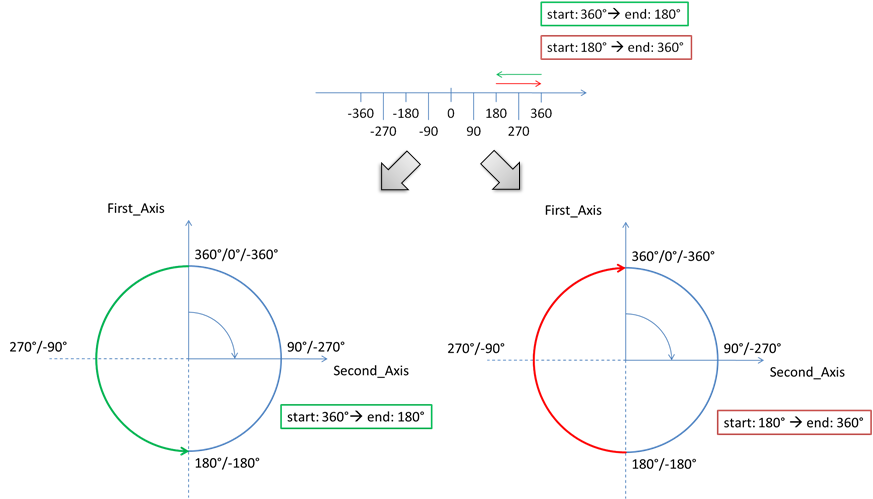 start: 360°→ end: 180°
start: 180° → end: 360°
-360 -180 0 180 360
-270 -90 90 270
First_Axis
360°/0°/-360°
270°/-90°
90°/-270°
Second_Axis
start: 360°→ end: 180°
180°/-180°
First_Axis
360°/0°/-360°
270°/-90°
90°/-270°
Second_Axis
start: 180° → end: 360°
180°/-180°